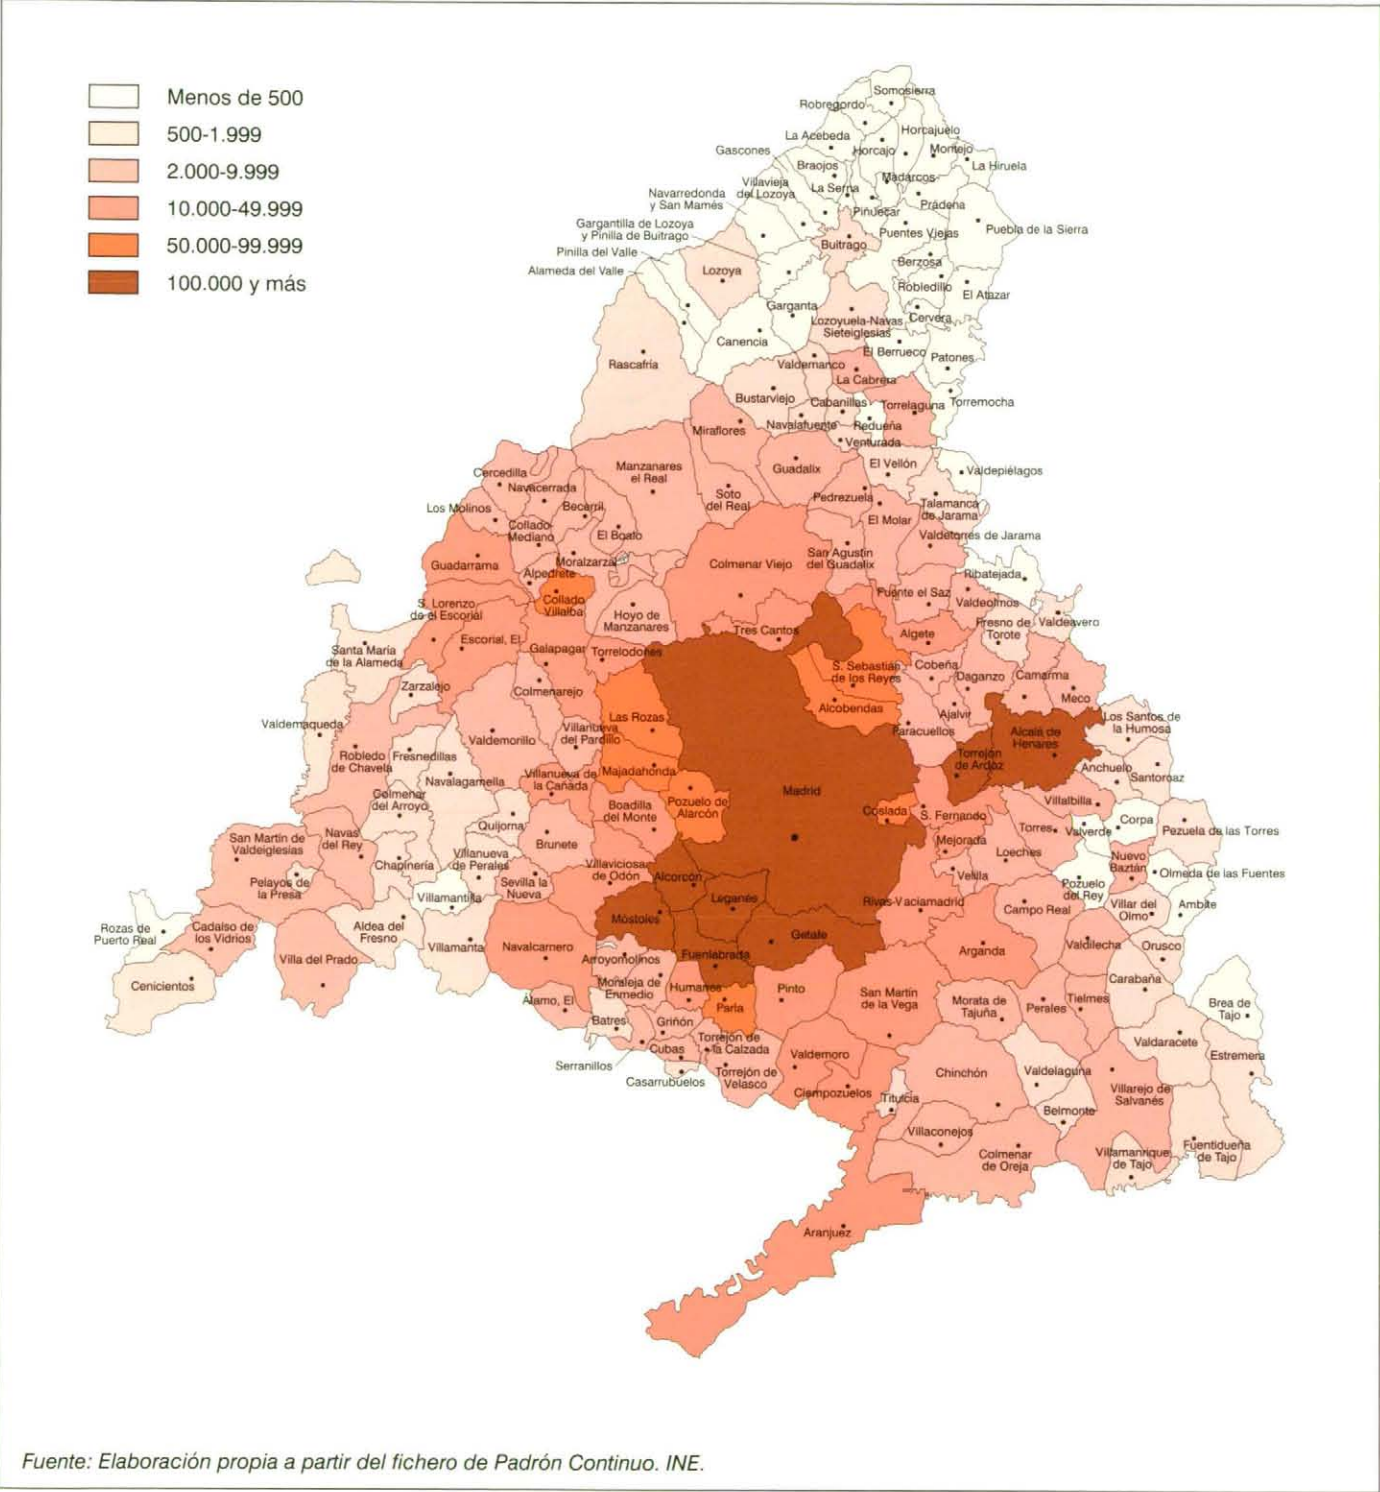 Menos de 500
500-1.999
2.000-9.999
10.000-49.999
50.000-99.999
100.000 y más
Somosierra
Robregordo
Horcajuelo
La Acebeda
Horcajo
Montejo
Gascones
La Hiruela
Braojos
Madarcos
Villavieja
del Lozoya
La Serna
Navarredonda
y San Mamés
Prádena
Piñuécar
Gargantilla de Lozoya
y Pinilla de Buitrago
Puentes Viejas
Puebla de la Sierra
Buitrago
Pinilla del Valle
Berzosa
Alameda del Valle
Lozoya
Robledillo
El Atazar
Garganta
Cervera
Lozoyuela-Navas
Sieteiglesias
Canencia
El Berrueco
Patones
Rascafría
Valdemanco
La Cabrera
Bustarviejo
Cabanillas
Torrelaguna
Torremocha
Navalafuente
Redueña
Miraflores
Venturada
Cercedilla
Manzanares
el Real
Guadalix
El Vellón
Valdepiélagos
Navacerrada
Soto
del Real
Pedrezuela
Talamanca
de Jarama
Los Molinos
Becerril
El Molar
Collado
Mediano
El Boalo
Valdetorres de Jarama
Guadarrama
Moralzarzal
Colmenar Viejo
San Agustín
del Guadalix
Alpedrete
Ribatejada
Collado
Villalba
Fuente el Saz
Valdeolmos
S. Lorenzo
de el Escorial
Hoyo de
Manzanares
Fresno de
Torote
Valdeavero
Tres Cantos
Algete
Escorial, El
Galapagar
Torrelodones
Santa María
de la Alameda
S. Sebastián
de los Reyes
Cobeña
Daganzo
Camarma
Zarzalejo
Colmenarejo
Meco
Alcobendas
Ajalvir
Las Rozas
Los Santos de
la Humosa
Valdemaqueda
Valdemorillo
Villanueva
del Pardillo
Paracuellos
Alcalá de
Henares
Robledo
de Chavela
Fresnedillas
Torrejón
de Ardoz
Anchuelo
Santorcaz
Navalagamella
Villanueva de
la Cañada
Majadahonda
Madrid
Colmenar
del Arroyo
Boadilla
del Monte
Pozuelo de
Alarcón
Villalbilla
Coslada
S. Fernando
Corpa
Quijorna
Torres
Valverde
Pezuela de las Torres
San Martín de
Valdeiglesias
Navas
del Rey
Brunete
Mejorada
Loeches
Chapinería
Villanueva
de Perales
Villaviciosa
de Odón
Nuevo
Baztán
Pelayos de
la Presa
Sevilla la
Nueva
Alcorcón
Velilla
Olmeda de las Fuentes
Pozuelo
del Rey
Villamantilla
Leganés
Rivas-Vaciamadrid
Campo Real
Villar del
Olmo
Ambite
Móstoles
Rozas de
Puerto Real
Cadalso de
los Vidrios
Aldea del
Fresno
Getafe
Villamanta
Navalcarnero
Arganda
Valdilecha
Orusco
Villa del Prado
Arroyomolinos
Fuenlabrada
Cenicientos
Moraleja de
Enmedio
Humanes
Pinto
Carabaña
Álamo, El
Parla
San Martín
de la Vega
Morata de
Tajuña
Perales
Tielmes
Brea de
Tajo
Batres
Griñón
Torrejón de
la Calzada
Valdaracete
Cubas
Valdemoro
Estremera
Serranillos
Chinchón
Valdelaguna
Casarrubuelos
Torrejón de
Velasco
Ciempozuelos
Villarejo de
Salvanés
Titulcia
Belmonte
Villaconejos
Colmenar
de Oreja
Villamanrique
de Tajo
Fuentidueña
de Tajo
Aranjuez
Fuente: Elaboración propia a partir del fichero de Padrón Continuo. INE.